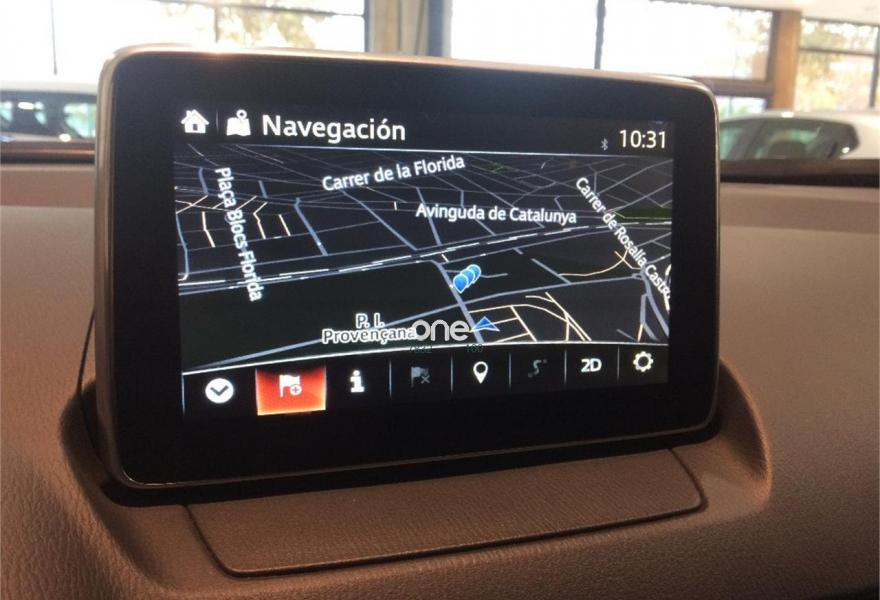 Navegación
10:31
Carrer de la Florida
Plaça Blocs Florida
Avinguda de Catalunya
Carrer de Rosalía Castro
P. I.
Provençana
one
2D